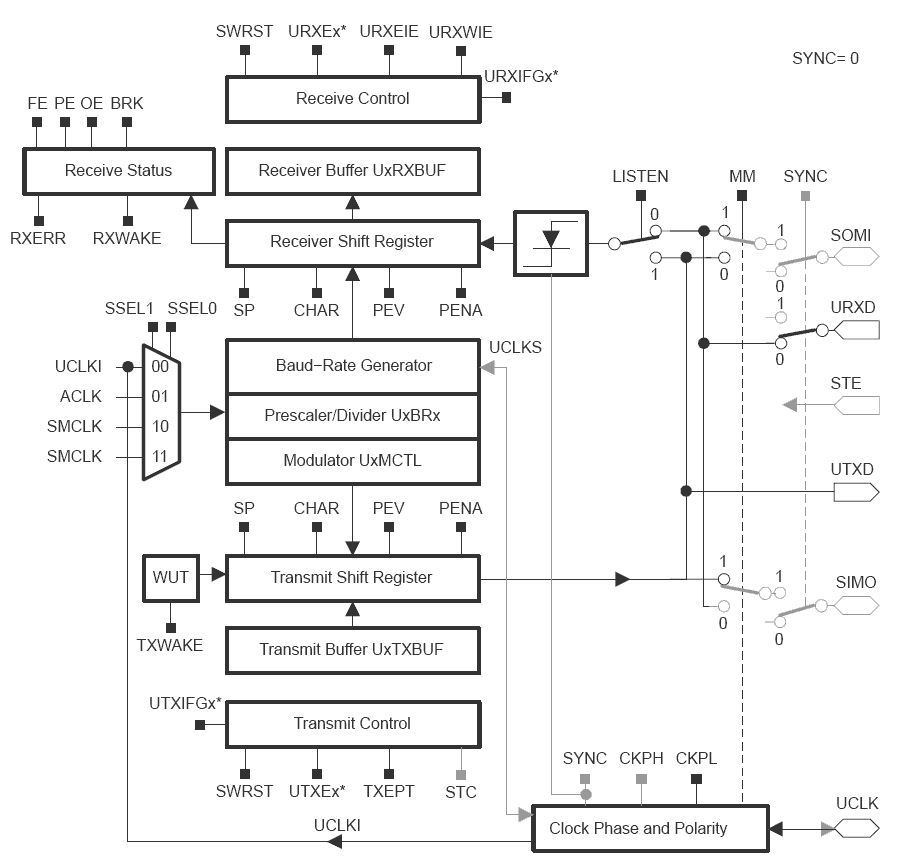 SWRST URXEx* URXEIE URXWIE
SYNC= 0
URXIFGx*
Receive Control
FE PE OE BRK
Receive Status
Receiver Buffer UxRXBUF
LISTEN MM SYNC
0 1 1
SOMI
RXERR RXWAKE
Receiver Shift Register
1 0 0
SP CHAR PEV PENA
1
URXD
SSEL1 SSEL0
UCLKS
0
UCLKI 00
Baud−Rate Generator
STE
ACLK 01
Prescaler/Divider UxBRx
SMCLK 10
SMCLK 11
Modulator UxMCTL
UTXD
SP CHAR PEV PENA
1 1
WUT
Transmit Shift Register
SIMO
0 0
TXWAKE
Transmit Buffer UxTXBUF
UTXIFGx*
Transmit Control
SYNC CKPH CKPL
SWRST UTXEx* TXEPT STC
UCLK
UCLKI
Clock Phase and Polarity